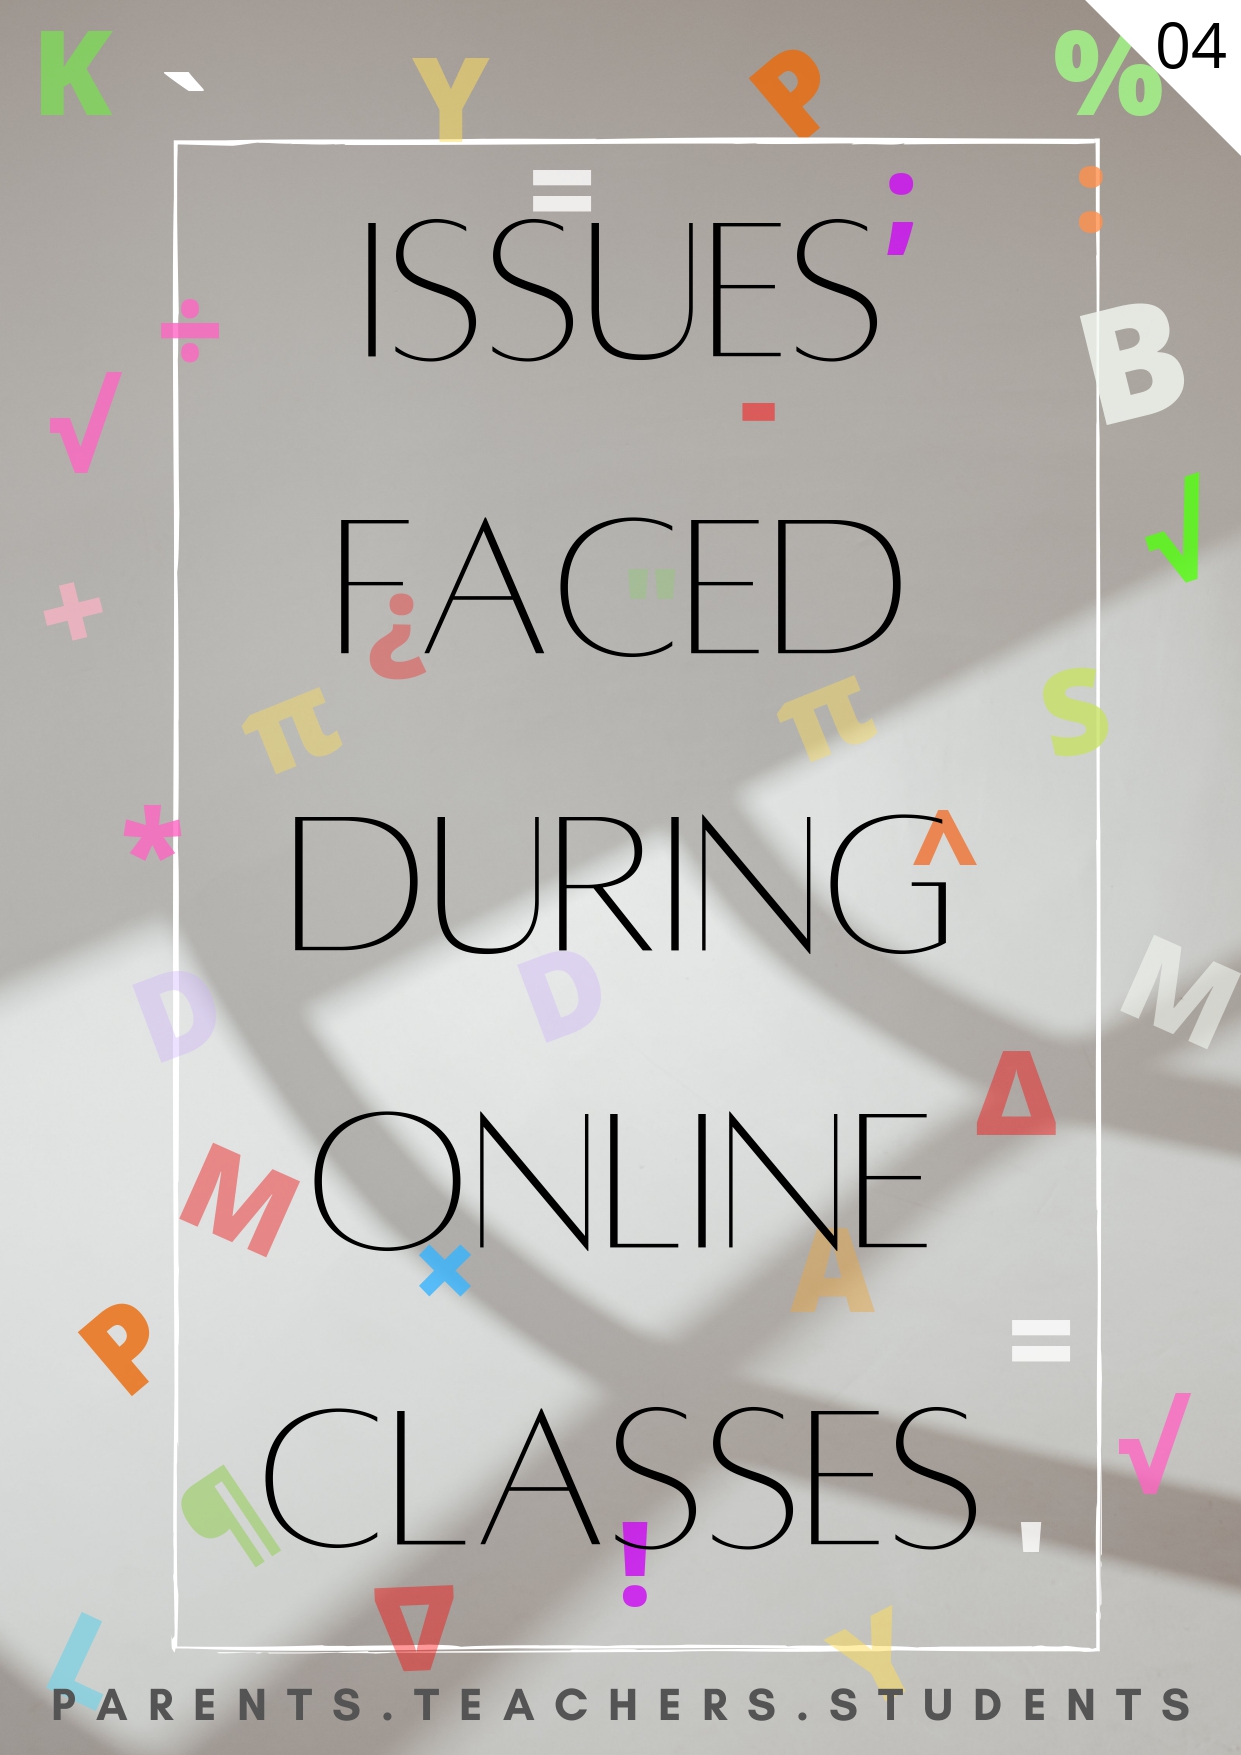 04
K ` Y P %
= ; :
ISSUES
÷ B
√ -
√
FACED
" + ¿
π π S
* ^
DURING
D D M
Δ
ONLINE
M × A
P =
√
CLASSES
¶ ! '
L ∇ Y
PARENTS.TEACHERS.STUDENTS